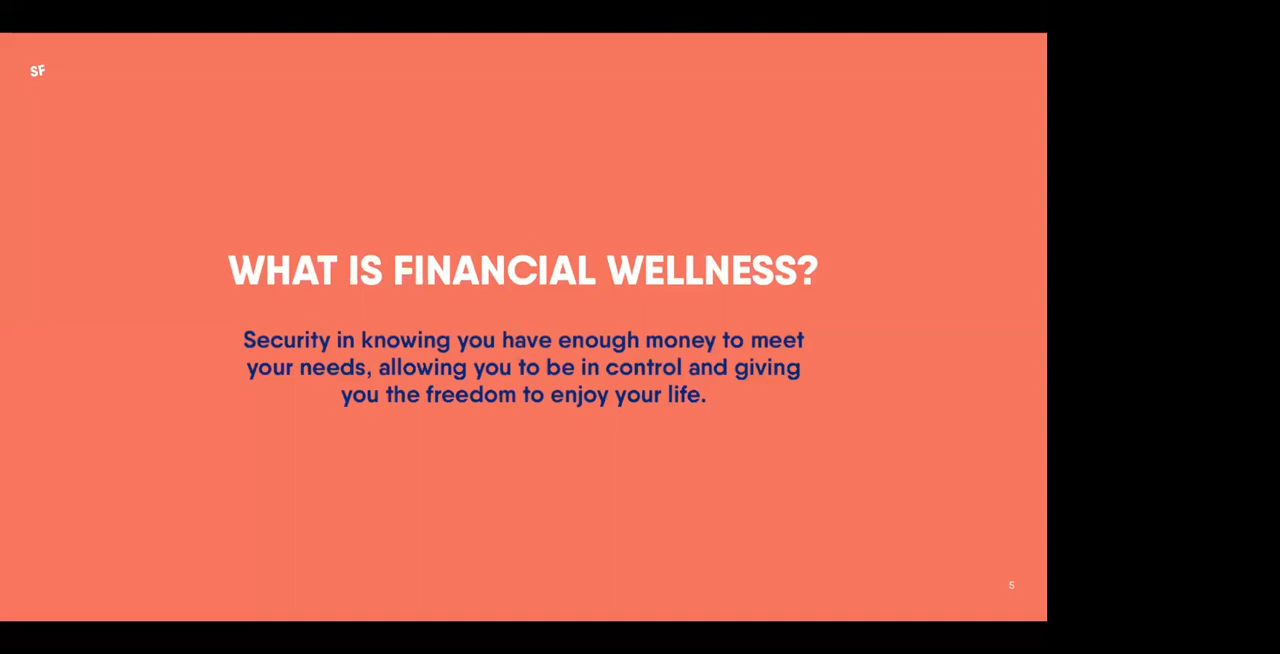 SF
WHAT IS FINANCIAL WELLNESS?
Security in knowing you have enough money to meet
your needs, allowing you to be in control and giving
you the freedom to enjoy your life.
5